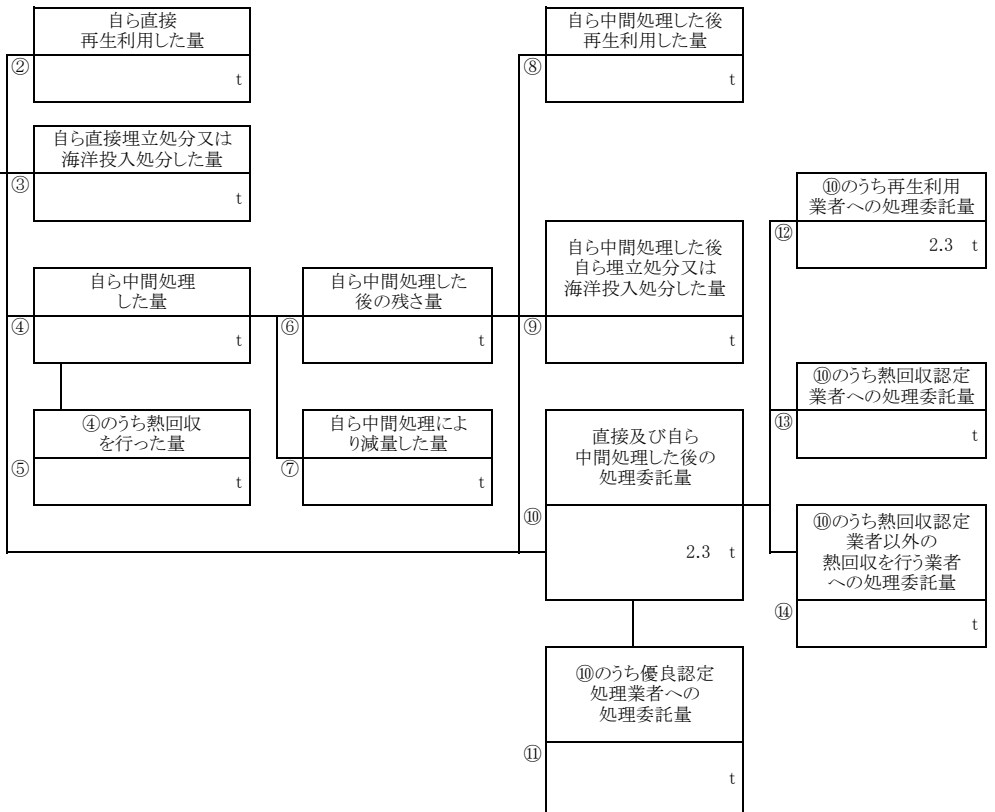 自ら直接
再生利用した量
②
t
自ら直接埋立処分又は
海洋投入処分した量
③
t
自ら中間処理
した量
④
t
④のうち熱回収
を行った量
⑤
t
自ら中間処理した
後の残さ量
⑥
t
自ら中間処理によ
り減量した量
⑦
t
自ら中間処理した後
再生利用した量
⑧
t
自ら中間処理した後
自ら埋立処分又は
海洋投入処分した量
⑨
t
直接及び自ら
中間処理した後の
処理委託量
⑩
2.3 t
⑩のうち優良認定
処理業者への
処理委託量
⑪
t
⑩のうち再生利用
業者への処理委託量
⑫
2.3 t
⑩のうち熱回収認定
業者への処理委託量
⑬
t
⑩のうち熱回収認定
業者以外の
熱回収を行う業者
への処理委託量
⑭
t